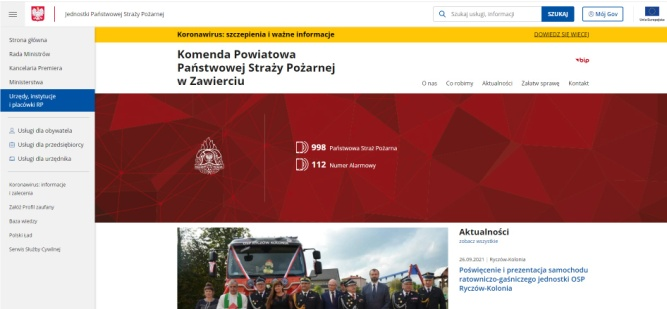 Jednostki Państwowej Straży Pożarnej
Szukaj usługi, informacji
SZUKAJ
Mój Gov
Unia Europejska
Strona główna
Rada Ministrów
Kancelaria Premiera
Ministerstwa
Urzędy, instytucje
i placówki RP
Usługi dla obywatela
Usługi dla przedsiębiorcy
Usługi dla urzędnika
Koronawirus: informacje
i zalecenia
Załóż Profil Zaufany
Baza wiedzy
Polski Ład
Serwis Służby Cywilnej
Koronawirus: szczepienia i ważne informacje
DOWIEDZ SIĘ WIĘCEJ
Komenda Powiatowa
Państwowej Straży Pożarnej
w Zawierciu
bip
O nas
Co robimy
Aktualności
Załatw sprawę
Kontakt
998 Państwowa Straż Pożarna
112 Numer Alarmowy
Aktualności
zobacz wszystkie
26.09.2021 | Ryczów-Kolonia
Poświęcenie i prezentacja samochodu
ratowniczo-gaśniczego jednostki OSP
Ryczów-Kolonia